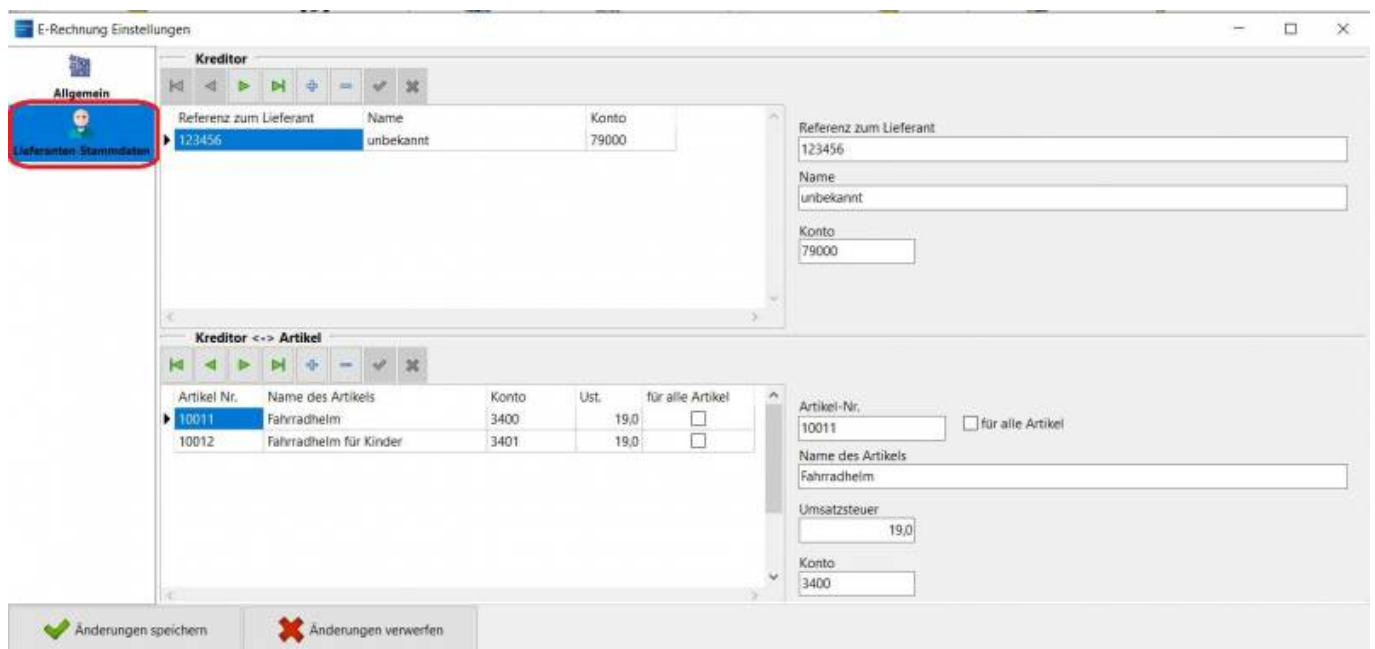 E-Rechnung Einstellungen
Allgemein
Lieferanten Stammdaten
Kreditor
Referenz zum Lieferant Name Konto
123456 unbekannt 79000
Referenz zum Lieferant
123456
Name
unbekannt
Konto
79000
Kreditor <-> Artikel
Artikel Nr. Name des Artikels Konto Ust. für alle Artikel
10011 Fahrradhelm 3400 19,0
10012 Fahrradhelm für Kinder 3401 19,0
Artikel-Nr.
10011 für alle Artikel
Name des Artikels
Fahrradhelm
Umsatzsteuer
19,0
Konto
3400
Änderungen speichern Änderungen verwerfen